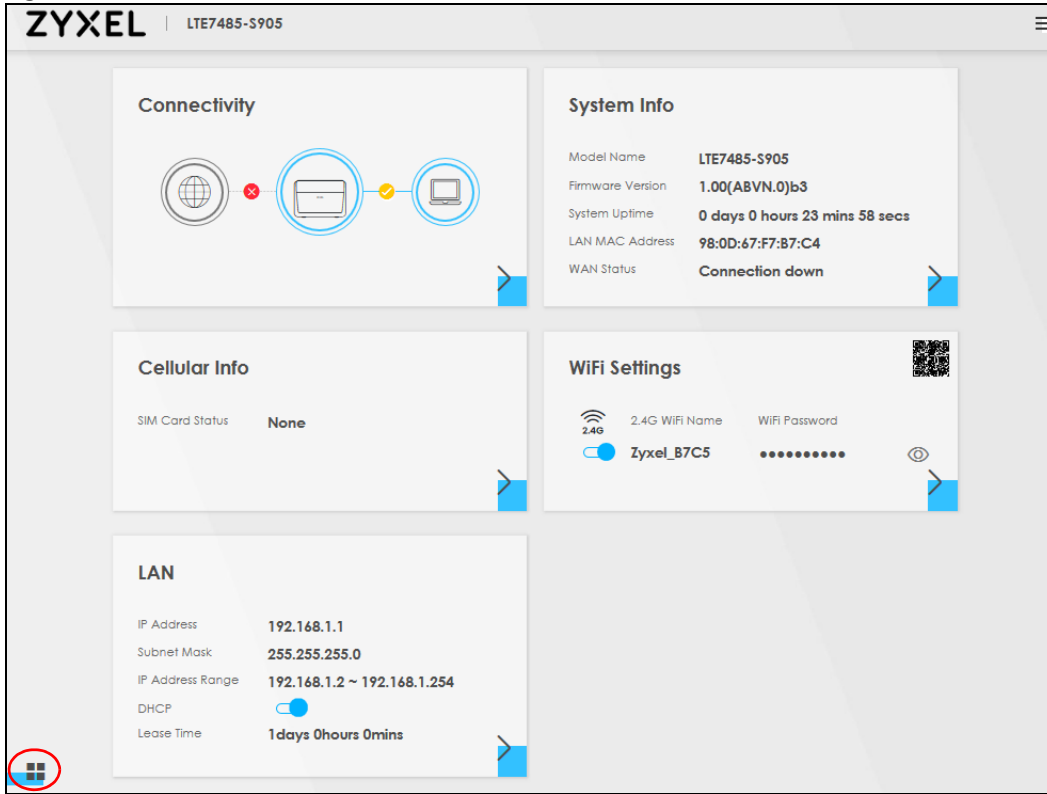 ZYXEL LTE7485-S905
Connectivity
System Info
Model Name LTE7485-S905
Firmware Version 1.00(ABVN.0)b3
System Uptime 0 days 0 hours 23 mins 58 secs
LAN MAC Address 98:0D:67:F7:B7:C4
WAN Status Connection down
Cellular Info
SIM Card Status None
WiFi Settings
2.4G 2.4G WiFi Name WiFi Password
Zyxel_B7C5 ••••••••••
LAN
IP Address 192.168.1.1
Subnet Mask 255.255.255.0
IP Address Range 192.168.1.2 ~ 192.168.1.254
DHCP
Lease Time 1days 0hours 0mins